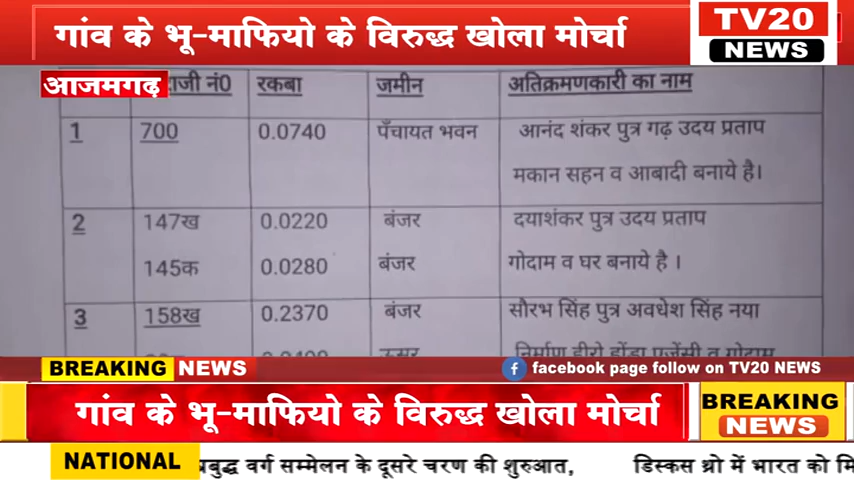 गांव के भू-माफियो के विरुद्ध खोला मोर्चा
TV20
NEWS
आजमगढ़
राजी नं0 रकबा जमीन अतिक्रमणकारी का नाम
1 700 0.0740 पँचायत भवन आनंद शंकर पुत्र गढ़ उदय प्रताप
मकान सहन व आबादी बनाये है।
2 147ख 0.0220 बंजर दयाशंकर पुत्र उदय प्रताप
145क 0.0280 बंजर गोदाम व घर बनाये है ।
3 158ख 0.2370 बंजर सौरभ सिंह पुत्र अवधेश सिंह नया
ऊसर निर्माण हीरो होंडा एजेंसी व गोदाम
BREAKING NEWS
facebook page follow on TV20 NEWS
गांव के भू-माफियो के विरुद्ध खोला मोर्चा
BREAKING
NEWS
NATIONAL
प्रबुद्ध वर्ग सम्मेलन के दूसरे चरण की शुरुआत, डिस्कस थ्रो में भारत को मि